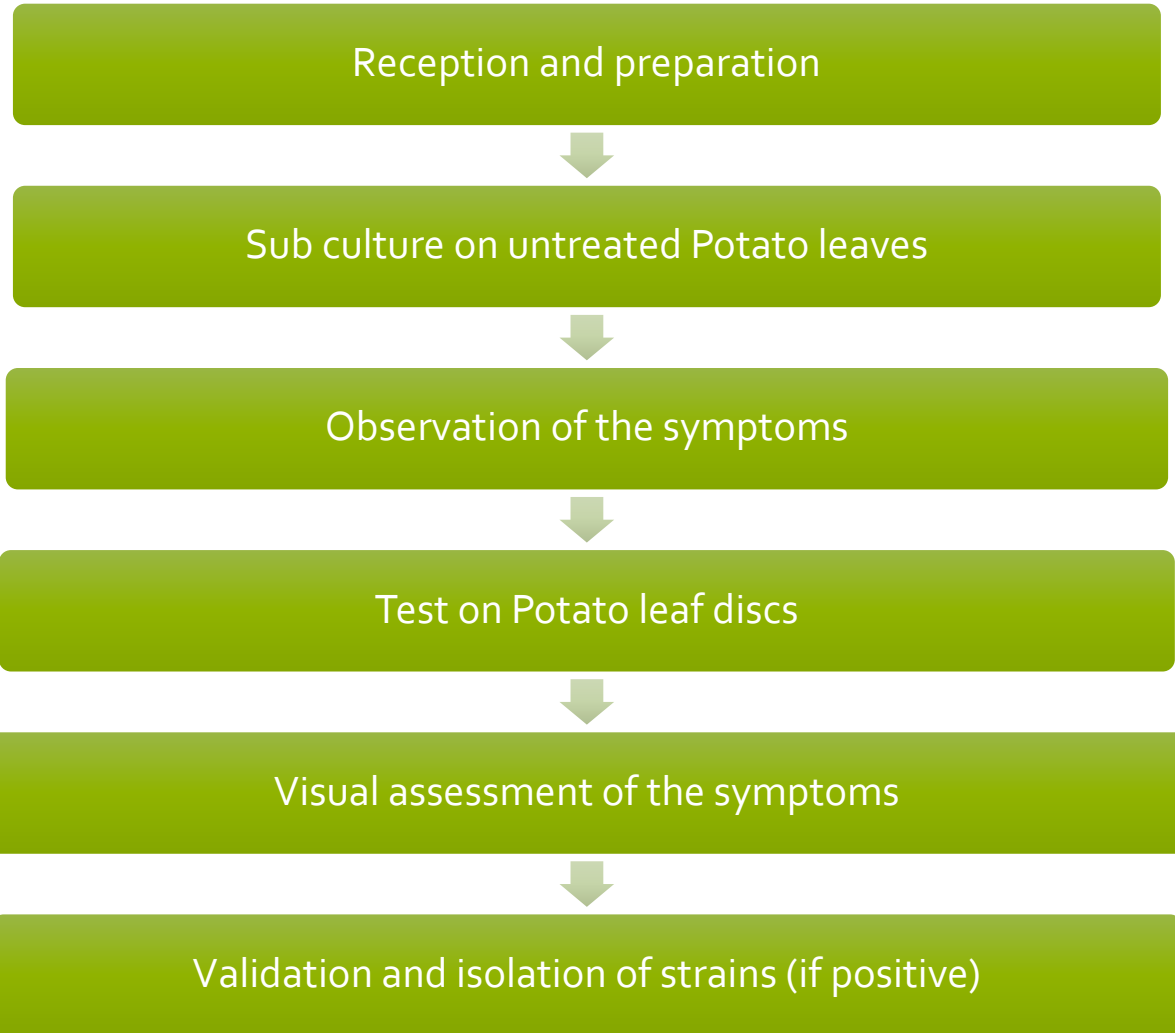 Reception and preparation
Sub culture on untreated Potato leaves
Observation of the symptoms
Test on Potato leaf discs
Visual assessment of the symptoms
Validation and isolation of strains (if positive)